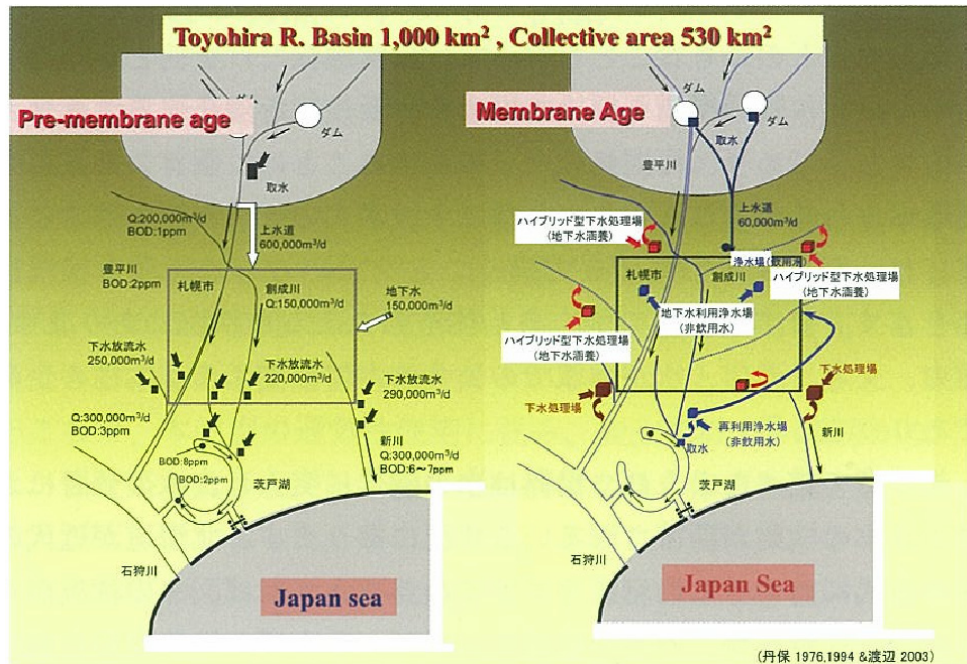 Toyohira R. Basin 1,000 km² , Collective area 530 km²
Pre-membrane age
ダム
ダム
取水
Q:200,000m³/d
BOD:1ppm
上水道
600,000m³/d
豊平川
BOD:2ppm
札幌市
創成川
Q:150,000m³/d
地下水
150,000m³/d
下水放流水
250,000m³/d
下水放流水
220,000m³/d
下水放流水
290,000m³/d
Q:300,000m³/d
BOD:3ppm
新川
Q:300,000m³/d
BOD:6～7ppm
BOD:8ppm
BOD:2ppm
茨戸湖
石狩川
Japan sea
Membrane Age
ダム
ダム
取水
豊平川
上水道
60,000m³/d
ハイブリッド型下水処理場
(地下水涵養)
浄水場(飲用用)
札幌市
創成川
ハイブリッド型下水処理場
(地下水涵養)
地下水利用浄水場
(非飲用水)
ハイブリッド型下水処理場
(地下水涵養)
下水処理場
下水処理場
再利用浄水場
(非飲用水)
新川
取水
茨戸湖
石狩川
Japan Sea
(丹保 1976,1994 &渡辺 2003)